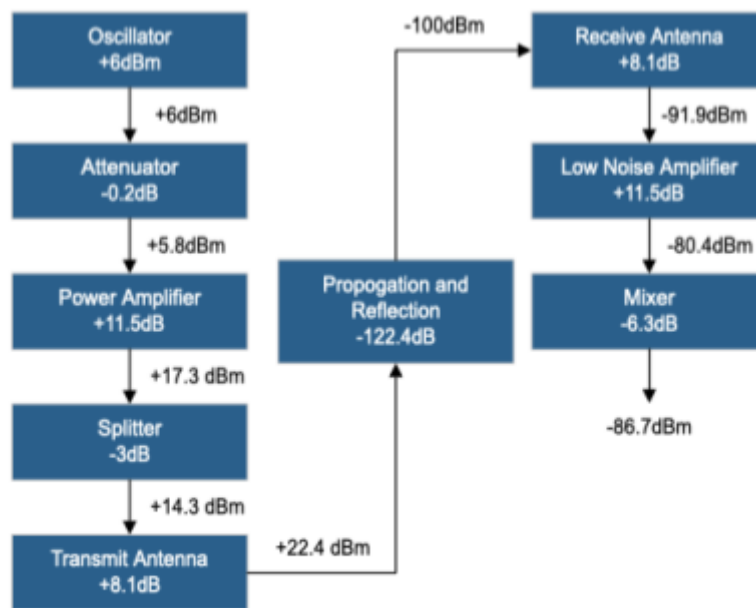 Oscillator
+6dBm
+6dBm
Attenuator
-0.2dB
+5.8dBm
Power Amplifier
+11.5dB
+17.3 dBm
Splitter
-3dB
+14.3 dBm
Transmit Antenna
+8.1dB
+22.4 dBm
Propogation and
Reflection
-122.4dB
-100dBm
Receive Antenna
+8.1dB
-91.9dBm
Low Noise Amplifier
+11.5dB
-80.4dBm
Mixer
-6.3dB
-86.7dBm